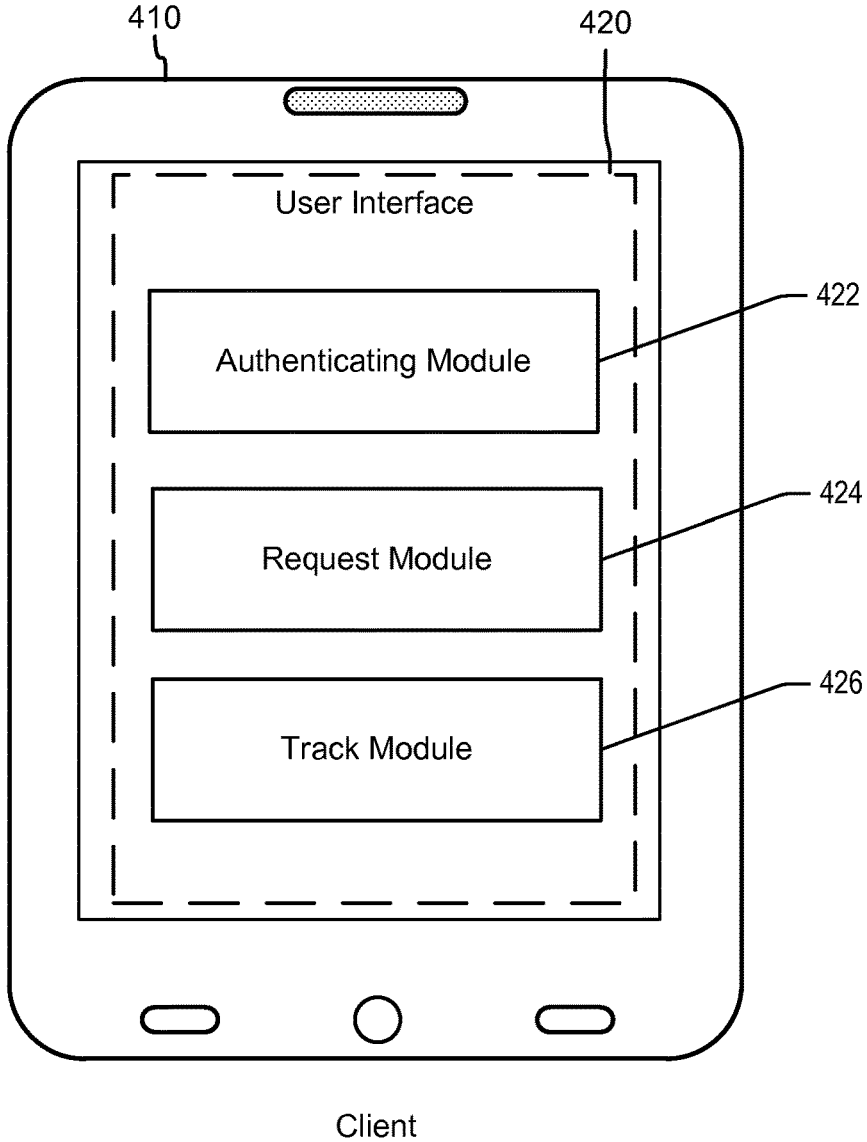 410
420
User Interface
422
Authenticating Module
424
Request Module
426
Track Module
Client